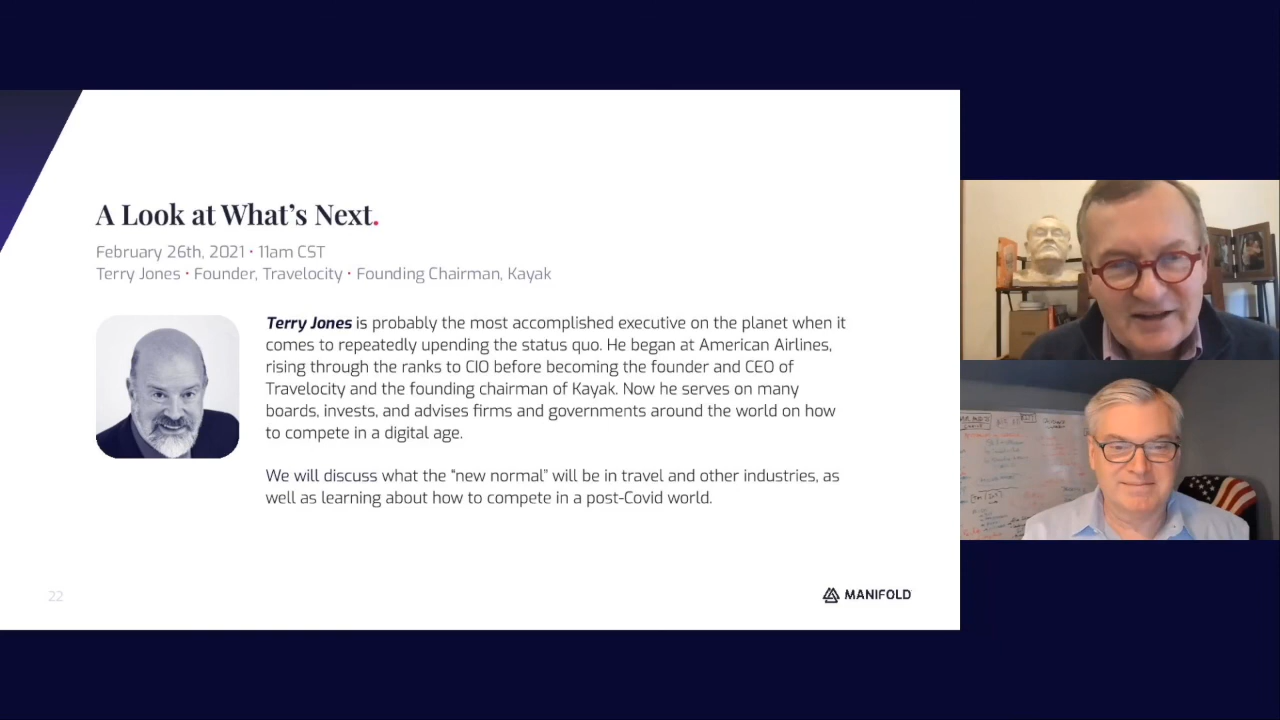 A Look at What's Next.
February 26th, 2021 • 11am CST
Terry Jones • Founder, Travelocity • Founding Chairman, Kayak
Terry Jones is probably the most accomplished executive on the planet when it
comes to repeatedly upending the status quo. He began at American Airlines,
rising through the ranks to CIO before becoming the founder and CEO of
Travelocity and the founding chairman of Kayak. Now he serves on many
boards, invests, and advises firms and governments around the world on how
to compete in a digital age.
We will discuss what the “new normal” will be in travel and other industries, as
well as learning about how to compete in a post-Covid world.
22
MANIFOLD